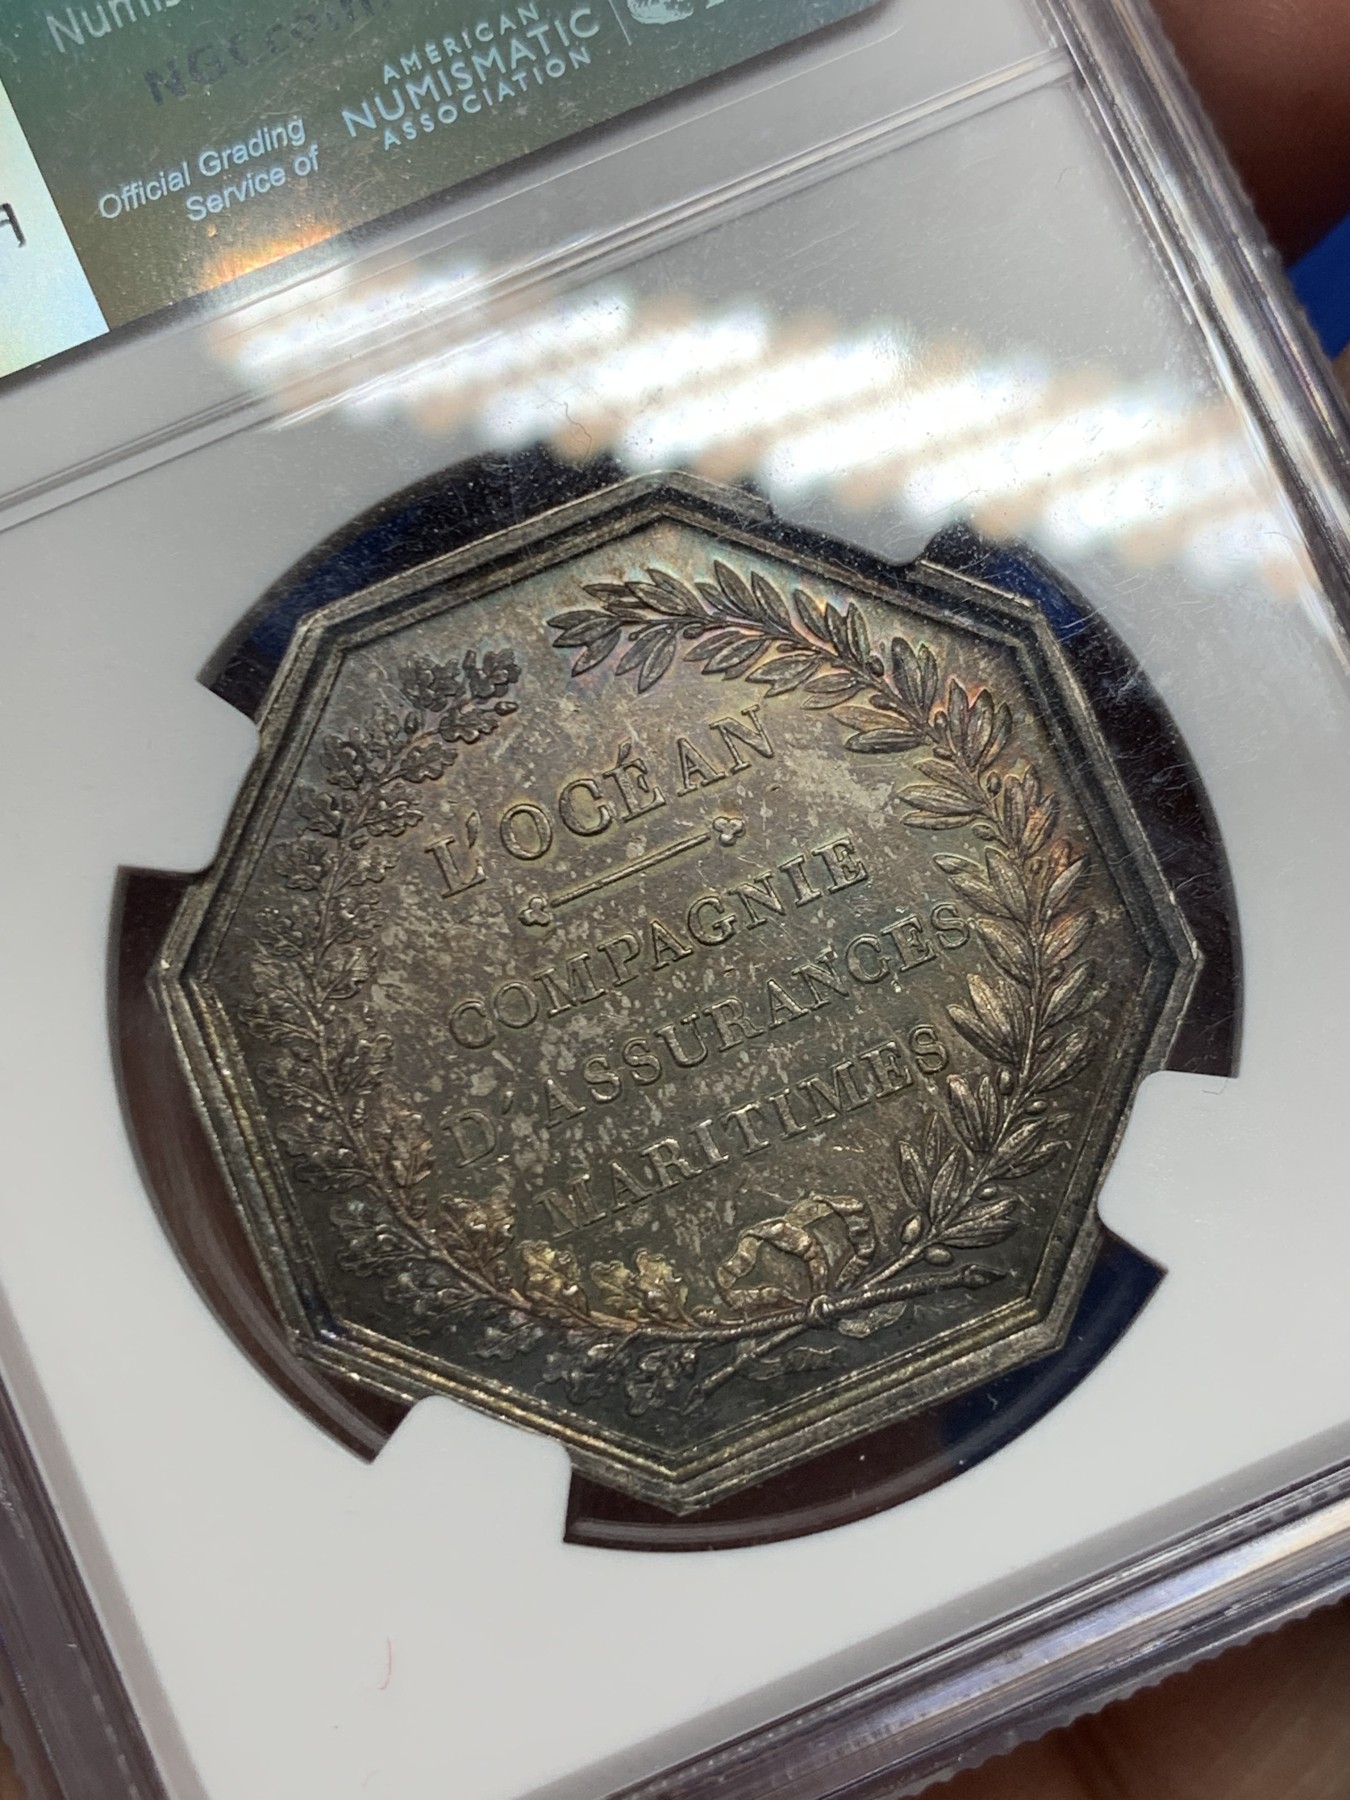 Official Grading
Service of
AMERICAN
NUMISMATIC
ASSOCIATION
L'OCÉAN
COMPAGNIE
D'ASSURANCES
MARITIMES